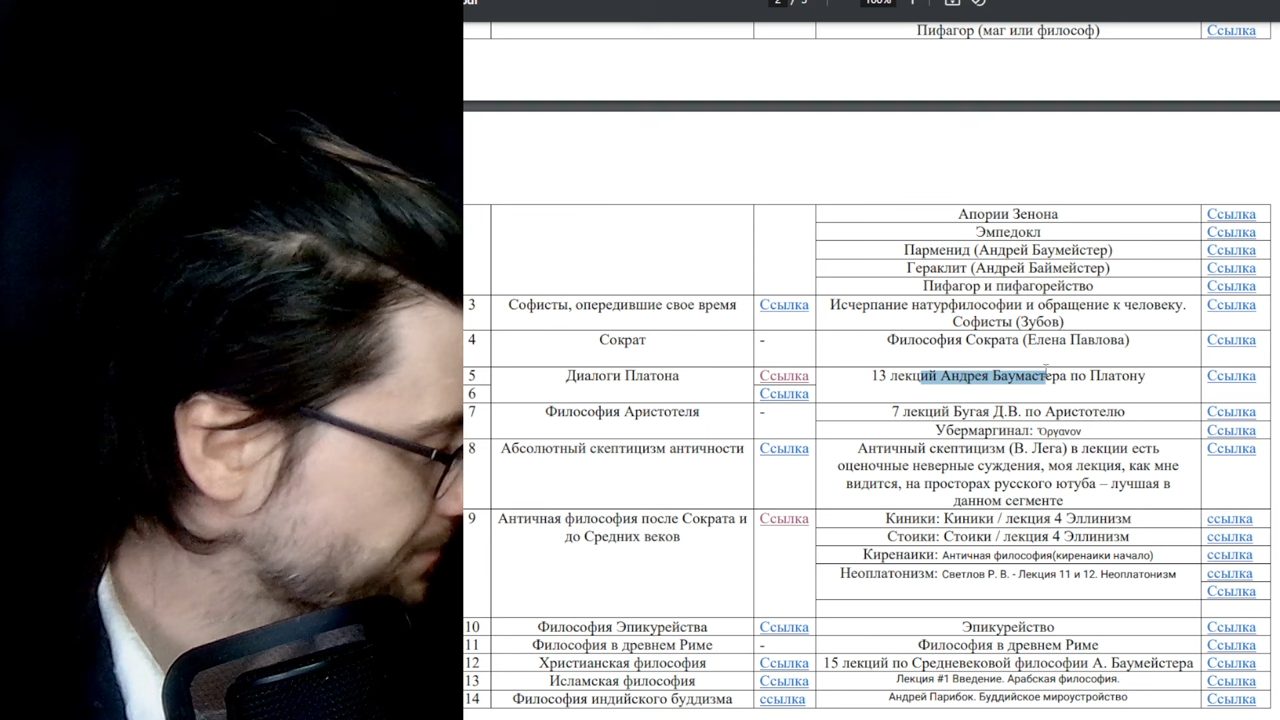 df
2 / 5
100%
Пифагор (маг или философ) Ссылка
Апории Зенона Ссылка
Эмпедокл Ссылка
Парменид (Андрей Баумейстер) Ссылка
Гераклит (Андрей Баймейстер) Ссылка
Пифагор и пифагорейство Ссылка
3 Софисты, опередившие свое время Ссылка Исчерпание натурфилософии и обращение к человеку. Ссылка
Софисты (Зубов)
4 Сократ - Философия Сократа (Елена Павлова) Ссылка
5 Диалоги Платона Ссылка 13 лекций Андрея Баумастера по Платону Ссылка
6 Ссылка
7 Философия Аристотеля - 7 лекций Бугая Д.В. по Аристотелю Ссылка
Убермаргинал: Ὄργανον Ссылка
8 Абсолютный скептицизм античности Ссылка Античный скептицизм (В. Лега) в лекции есть Ссылка
оценочные неверные суждения, моя лекция, как мне
видится, на просторах русского ютуба – лучшая в
данном сегменте
9 Античная философия после Сократа и Ссылка Киники: Киники / лекция 4 Эллинизм ссылка
до Средних веков Стоики: Стоики / лекция 4 Эллинизм ссылка
Киренаики: Античная философия(киренаики начало) ссылка
Неоплатонизм: Светлов Р. В. - Лекция 11 и 12. Неоплатонизм ссылка
Ссылка
10 Философия Эпикурейства Ссылка Эпикурейство Ссылка
11 Философия в древнем Риме - Философия в древнем Риме Ссылка
12 Христианская философия Ссылка 15 лекций по Средневековой философии А. Баумейстера Ссылка
13 Исламская философия Ссылка Лекция #1 Введение. Арабская философия. Ссылка
14 Философия индийского буддизма ссылка Андрей Парибок. Буддийское мироустройство Ссылка